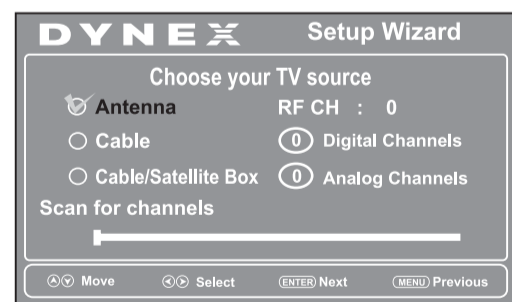 DYNEX Setup Wizard
Choose your TV source
Antenna RF CH : 0
Cable 0 Digital Channels
Cable/Satellite Box 0 Analog Channels
Scan for channels
Move Select ENTER Next MENU Previous